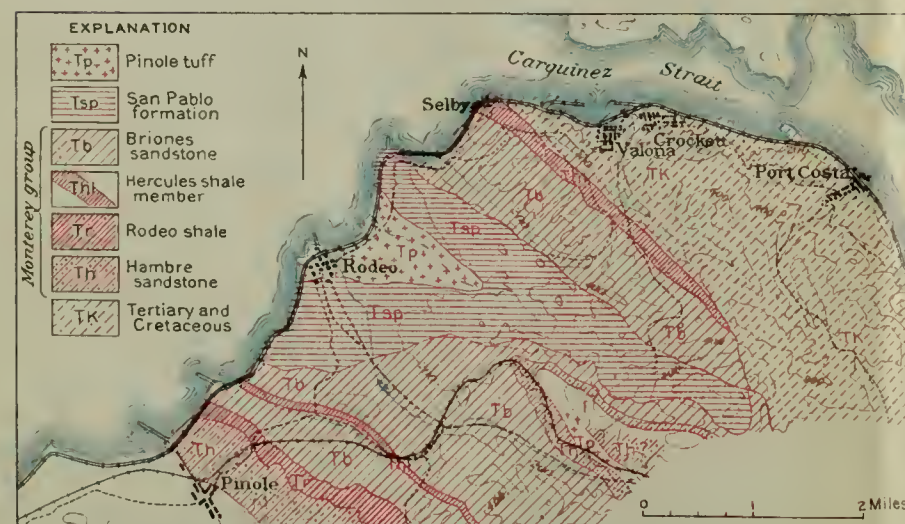 EXPLANATION
Tp Pinole tuff
Tsp San Pablo
formation
Tb Briones
sandstone
Thl Hercules shale
member
Tr Rodeo shale
Th Hambre
sandstone
TK Tertiary and
Cretaceous
Monterey group
N
Carquinez Strait
Selby
Valona
Crockett
Port Costa
TK
Tb
Tsp
Tp
Rodeo
Tsp
Tb
TK
Tb
Tb
Th
Tb
Tr
Pinole
0 1 2 Miles